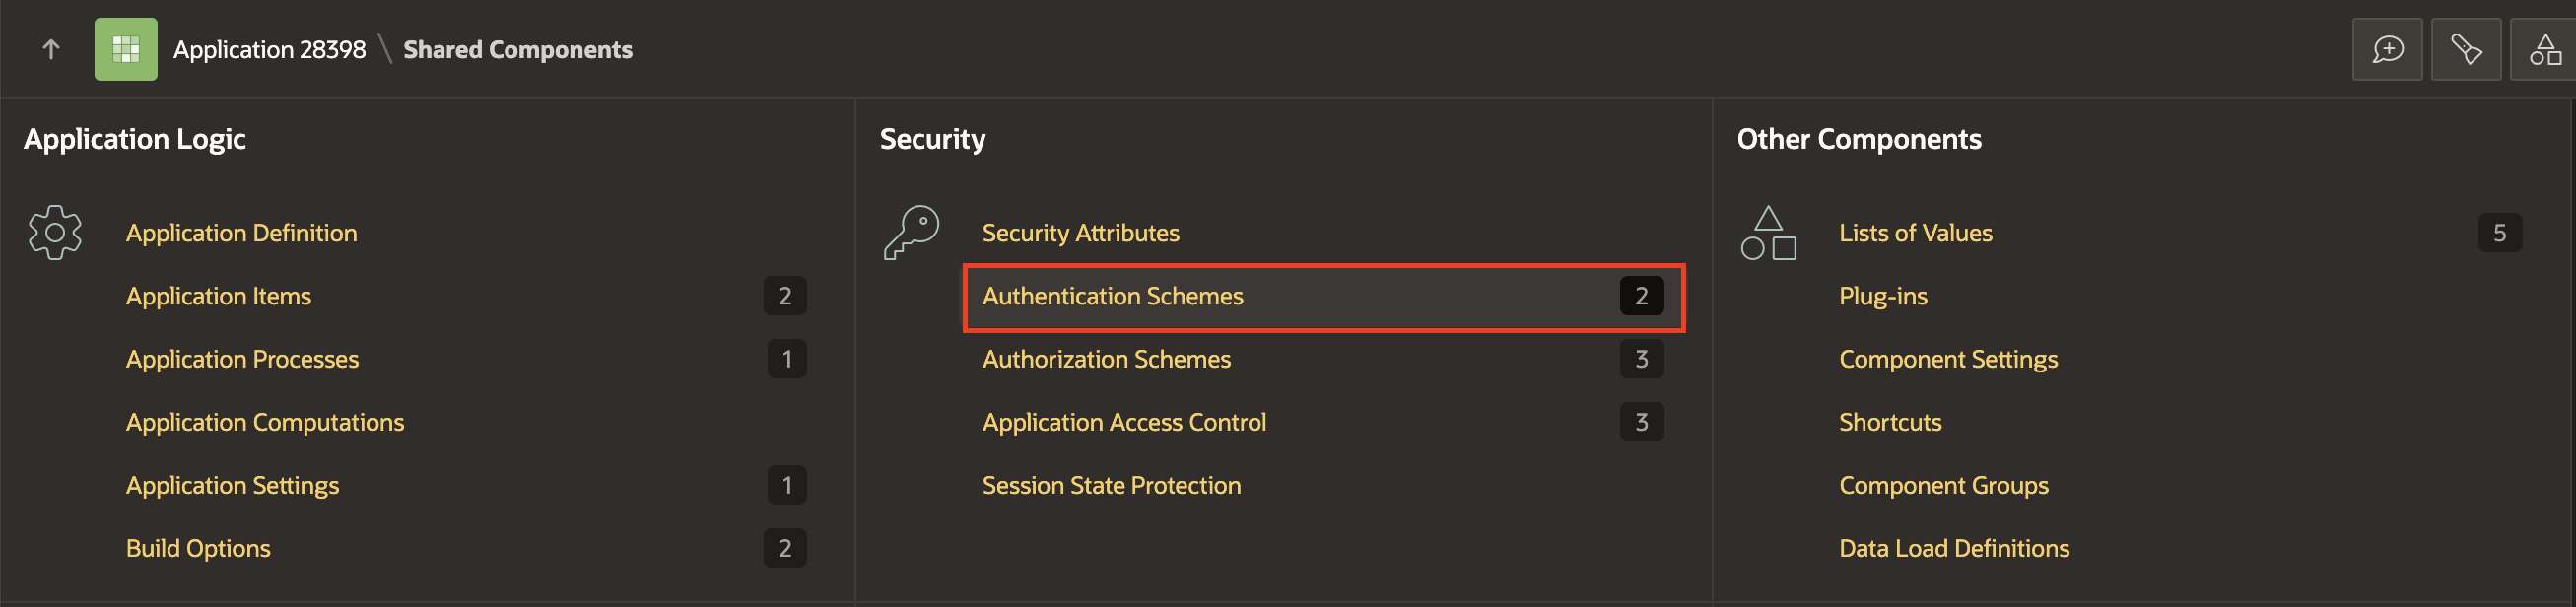 Application 28398 \ Shared Components
Application Logic
Application Definition
Application Items 2
Application Processes 1
Application Computations
Application Settings 1
Build Options 2
Security
Security Attributes
Authentication Schemes 2
Authorization Schemes 3
Application Access Control 3
Session State Protection
Other Components
Lists of Values 5
Plug-ins
Component Settings
Shortcuts
Component Groups
Data Load Definitions